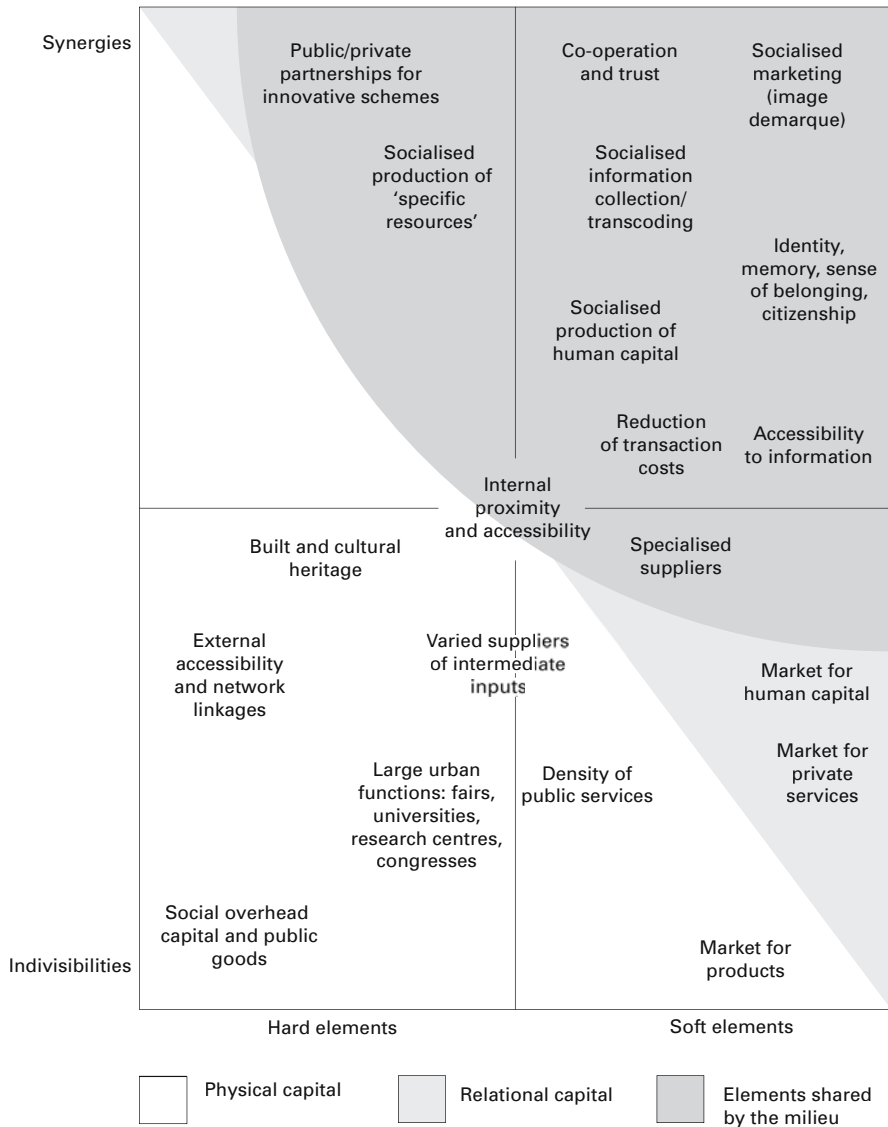 Synergies
Public/private
partnerships for
innovative schemes
Co-operation
and trust
Socialised
marketing
(image
demarque)
Socialised
production of
‘specific
resources’
Socialised
information
collection/
transcoding
Identity,
memory, sense
of belonging,
citizenship
Socialised
production of
human capital
Reduction
of transaction
costs
Accessibility
to information
Internal
proximity
and accessibility
Built and cultural
heritage
Specialised
suppliers
External
accessibility
and network
linkages
Varied suppliers
of intermediate
inputs
Market for
human capital
Large urban
functions: fairs,
universities,
research centres,
congresses
Density of
public services
Market for
private
services
Social overhead
capital and public
goods
Market for
products
Indivisibilities
Hard elements
Soft elements
Physical capital
Relational capital
Elements shared
by the milieu